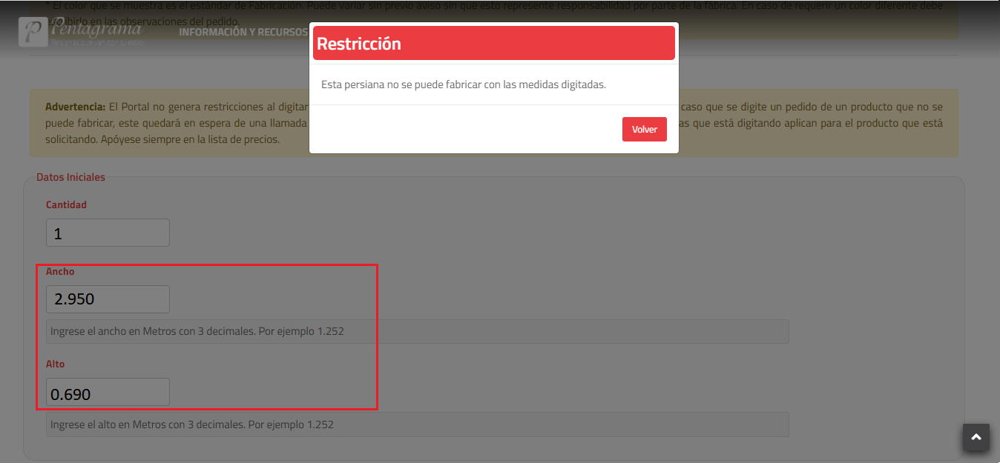 * El color que se muestra es el estándar de Fabricación. Puede variar sin previo aviso sin que esto represente responsabilidad por parte de la fábrica. En caso de requerir un color diferente debe
en las observaciones del pedido.
Pentagrama
INFORMACIÓN Y RECURSOS
Restricción
Esta persiana no se puede fabricar con las medidas digitadas.
Volver
Advertencia: El Portal no genera restricciones al digitar caso que se digite un pedido de un producto que no se
puede fabricar, este quedará en espera de una llamada as que está digitando aplican para el producto que está
solicitando. Apóyese siempre en la lista de precios.
Datos Iniciales
Cantidad
1
Ancho
2.950
Ingrese el ancho en Metros con 3 decimales. Por ejemplo 1.252
Alto
0.690
Ingrese el alto en Metros con 3 decimales. Por ejemplo 1.252